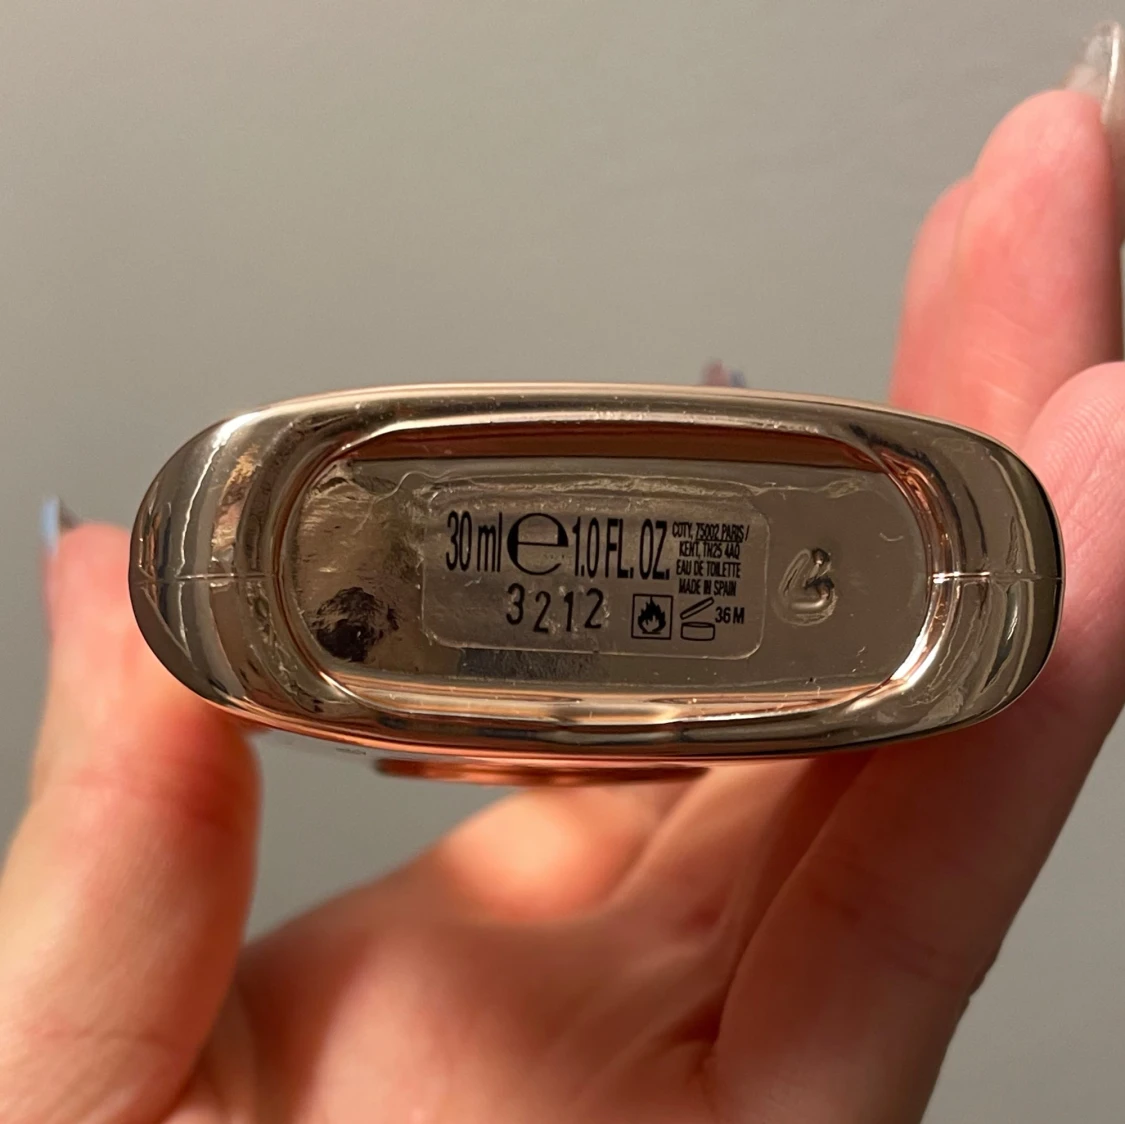 30 ml e 1.0 FL. OZ.
3212
COTY, 75002 PARIS /
KENT, TN25 4AQ
EAU DE TOILETTE
MADE IN SPAIN
36 M